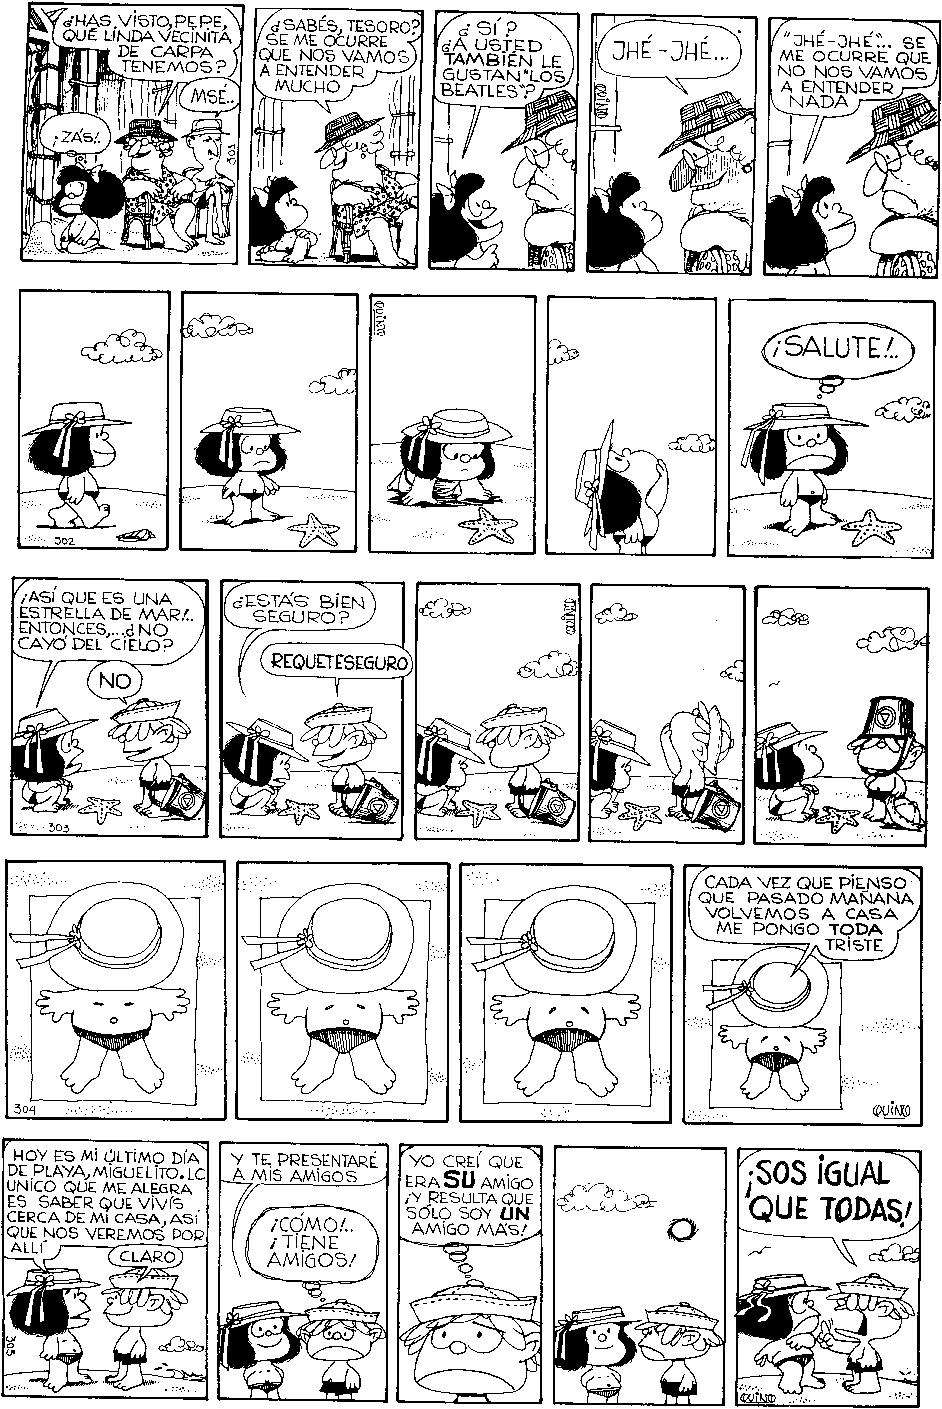 ¿HAS, VISTO, PEPE,
QUÉ LINDA VECINITA
DE CARPA
TENEMOS?
MSÉ..
¡ZÁS!
303
¿SABÉS, TESORO?
SE ME OCURRE
QUE NOS VAMOS
A ENTENDER
MUCHO
¿SÍ?
¿A USTED
TAMBIÉN LE
GUSTAN "LOS
BEATLES"?
JHÉ-JHÉ...
QUINO
"JHÉ-JHÉ"... SE
ME OCURRE QUE
NO NOS VAMOS
A ENTENDER
NADA
302
QUINO
¡SALUTE!..
¡ASÍ QUE ES UNA
ESTRELLA DE MAR!..
ENTONCES,...¿NO
CAYÓ DEL CIELO?
NO
303
¿ESTÁS BIEN
SEGURO?
REQUETESEGURO
QUINO
304
CADA VEZ QUE PIENSO
QUE PASADO MAÑANA
VOLVEMOS A CASA
ME PONGO TODA
TRISTE
QUINO
HOY ES MI ÚLTIMO DÍA
DE PLAYA, MIGUELITO. LO
ÚNICO QUE ME ALEGRA
ES SABER QUE VIVÍS
CERCA DE MI CASA, ASÍ
QUE NOS VEREMOS POR
ALLÍ
CLARO
305
Y TE PRESENTARÉ
A MIS AMIGOS
¡CÓMO!..
¡TIENE
AMIGOS!
YO CREÍ QUE
ERA SU AMIGO
¡Y RESULTA QUE
SÓLO SOY UN
AMIGO MÁS!
¡SOS IGUAL
QUE TODAS!
QUINO